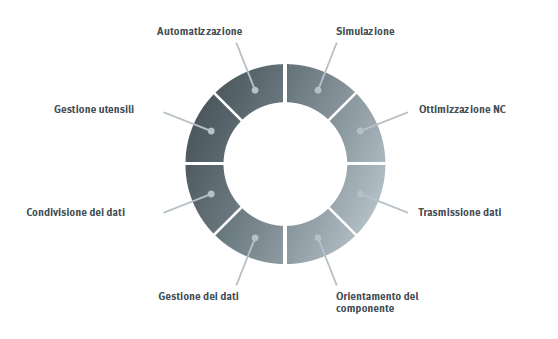 Automatizzazione
Simulazione
Gestione utensili
Ottimizzazione NC
Condivisione dei dati
Trasmissione dati
Gestione dei dati
Orientamento del
componente